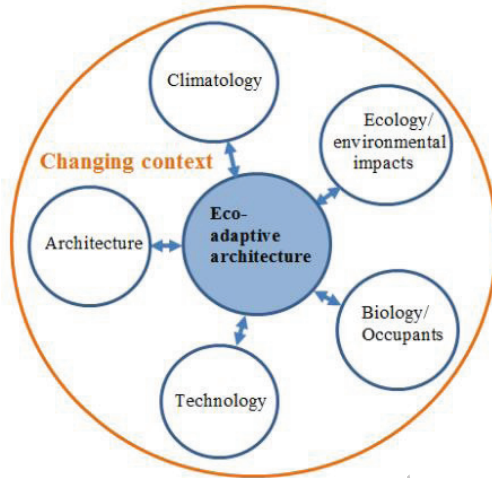 Climatology
Ecology/
environmental
impacts
Changing context
Eco-
adaptive
architecture
Architecture
Biology/
Occupants
Technology